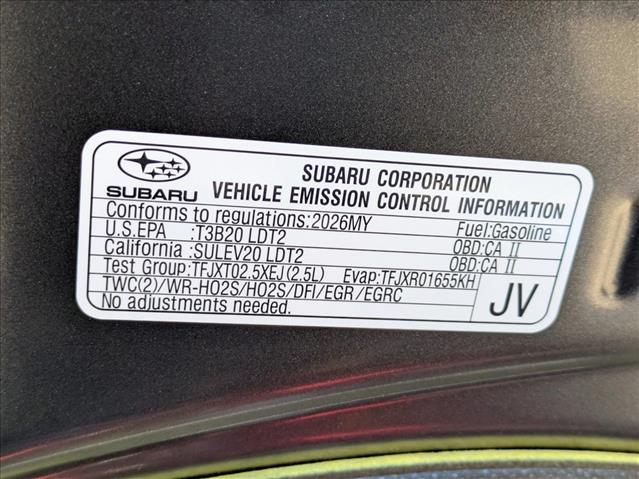 SUBARU
SUBARU CORPORATION
VEHICLE EMISSION CONTROL INFORMATION
Conforms to regulations:2026MY Fuel:Gasoline
U.S.EPA :T3B20 LDT2 OBD:CA II
California :SULEV20 LDT2 OBD:CA II
Test Group:TFJXT02.5XEJ(2.5L) Evap:TFJXR01655KH
TWC(2)/WR-HO2S/HO2S/DFI/EGR/EGRC
No adjustments needed.
JV